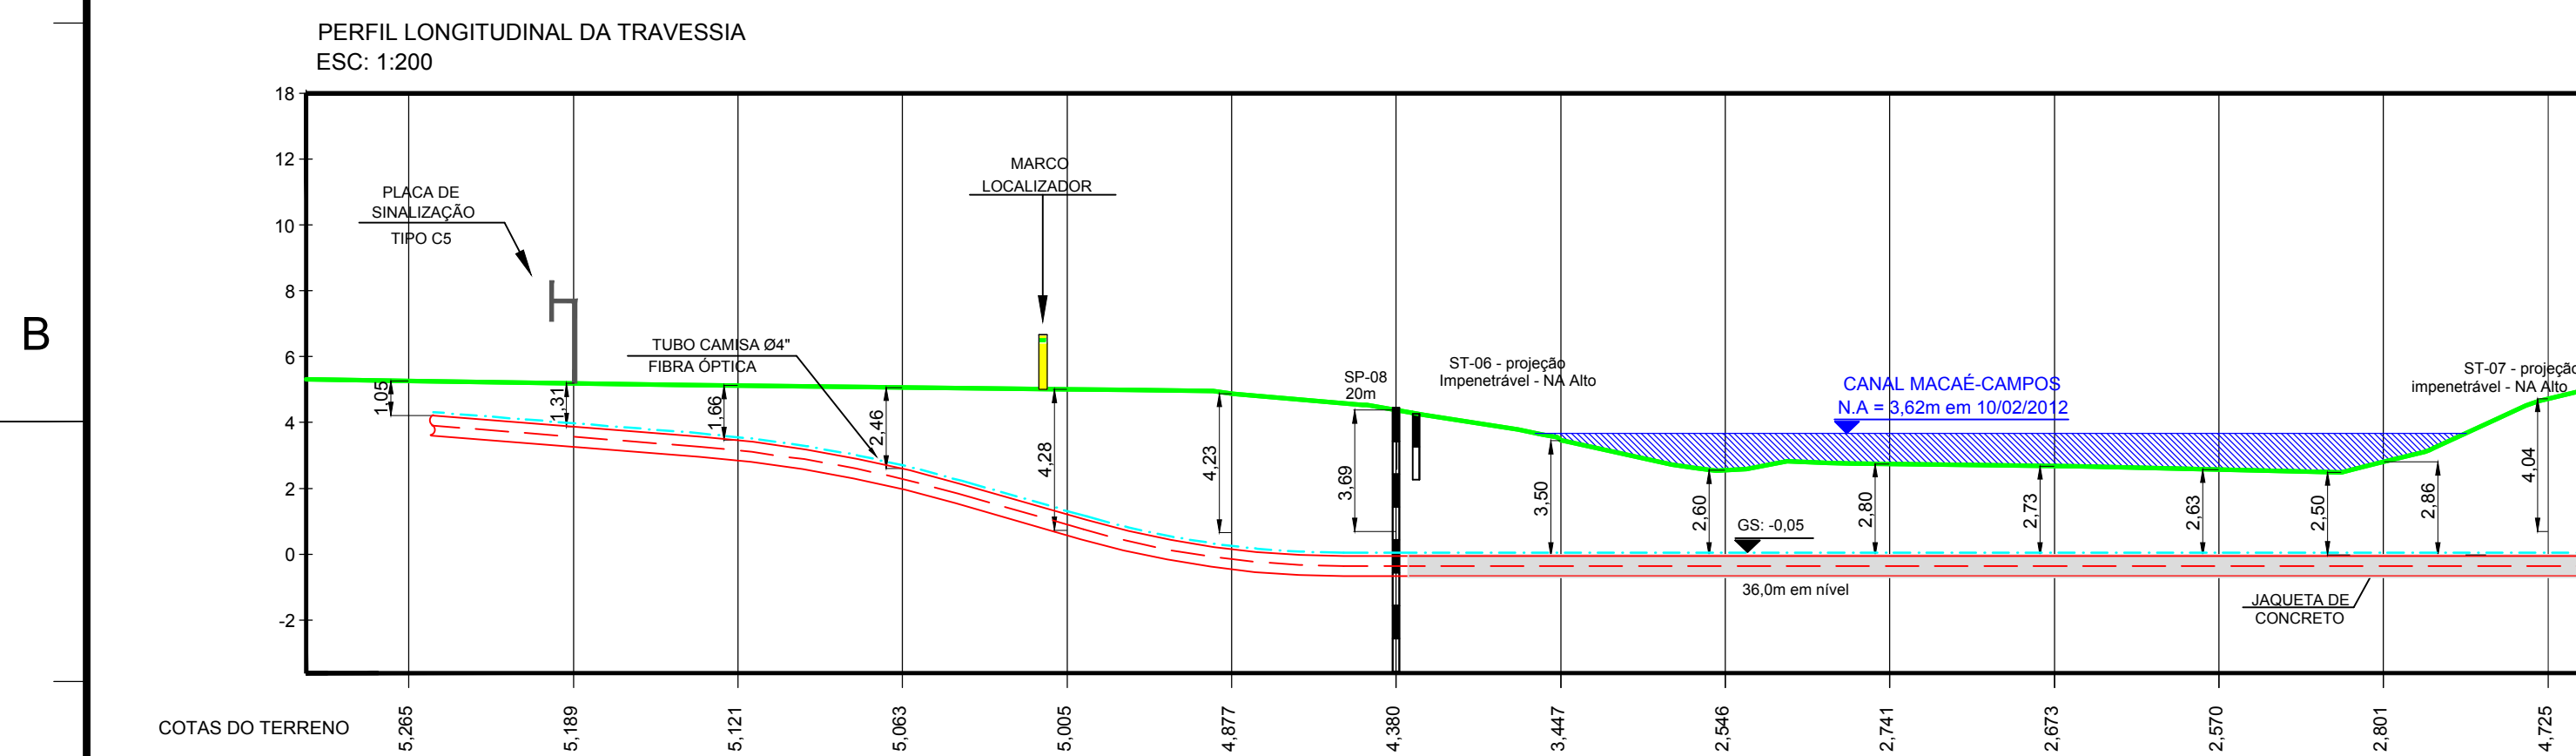 PERFIL LONGITUDINAL DA TRAVESSIA
ESC: 1:200
18
12
10
8
6
4
2
0
-2
B
PLACA DE
SINALIZAÇÃO
TIPO C5
MARCO
LOCALIZADOR
TUBO CAMISA Ø4"
FIBRA ÓPTICA
SP-08
20m
ST-06 - projeção
Impenetrável - NA Alto
CANAL MACAÉ-CAMPOS
N.A = 3,62m em 10/02/2012
ST-07 - projeção
impenetrável - NA Alto
1,05
1,31
1,66
2,46
4,28
4,23
3,69
3,50
2,60
2,80
2,73
2,63
2,50
2,86
4,04
GS: -0,05
36,0m em nível
JAQUETA DE
CONCRETO
COTAS DO TERRENO
5,265
5,189
5,121
5,063
5,005
4,877
4,380
3,447
2,546
2,741
2,673
2,570
2,801
4,725